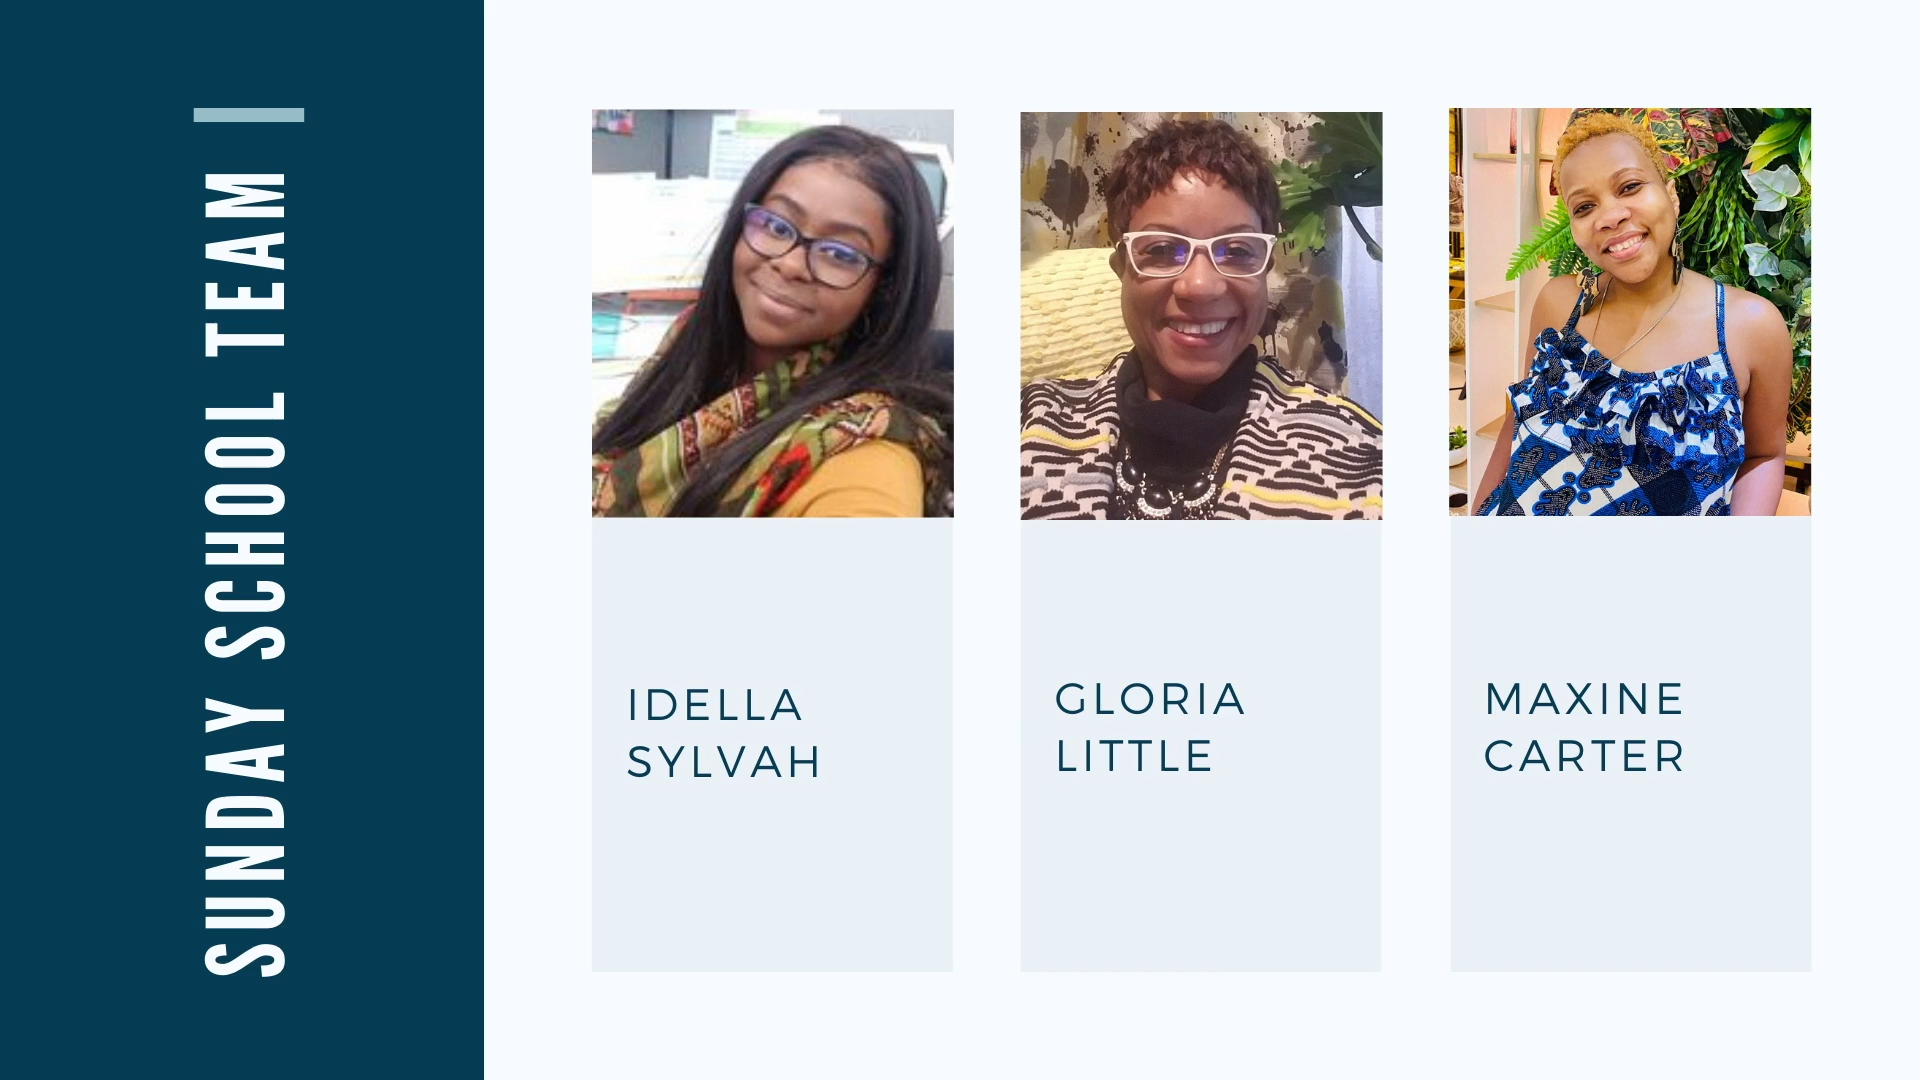 SUNDAY SCHOOL TEAM
IDELLA
SYLVAH
GLORIA
LITTLE
MAXINE
CARTER